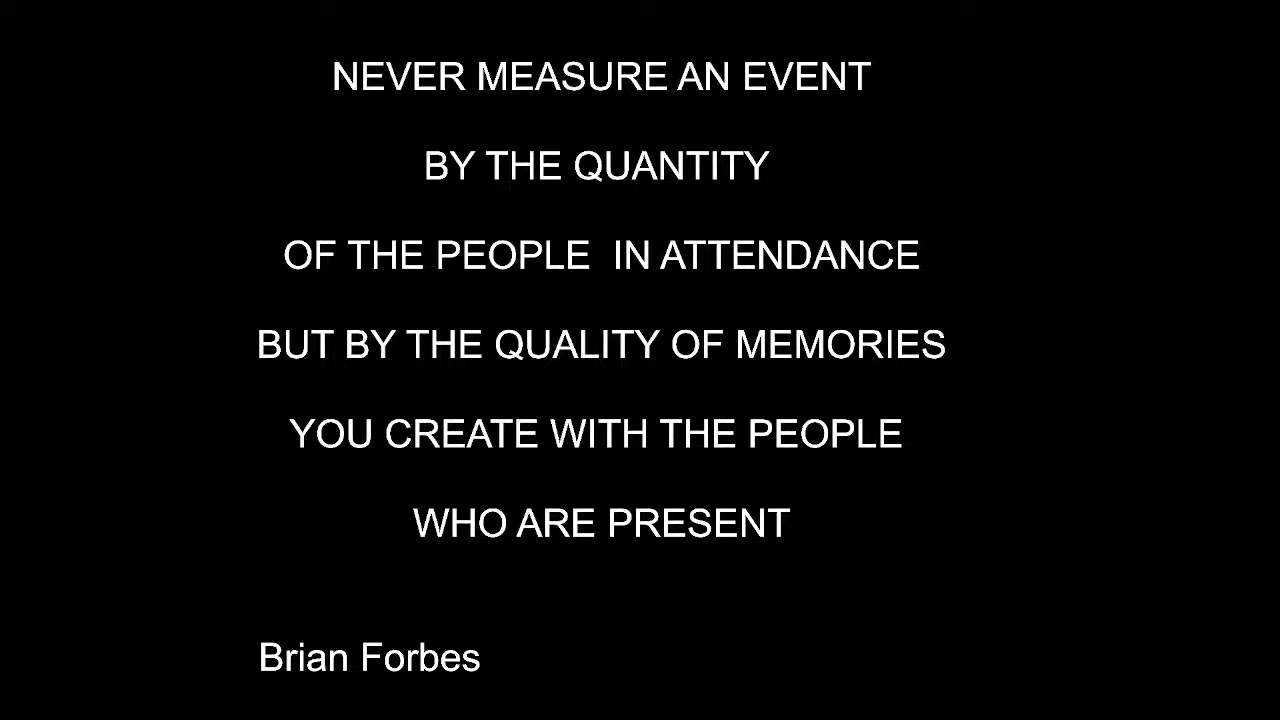 NEVER MEASURE AN EVENT
BY THE QUANTITY
OF THE PEOPLE  IN ATTENDANCE
BUT BY THE QUALITY OF MEMORIES
YOU CREATE WITH THE PEOPLE
WHO ARE PRESENT
Brian Forbes